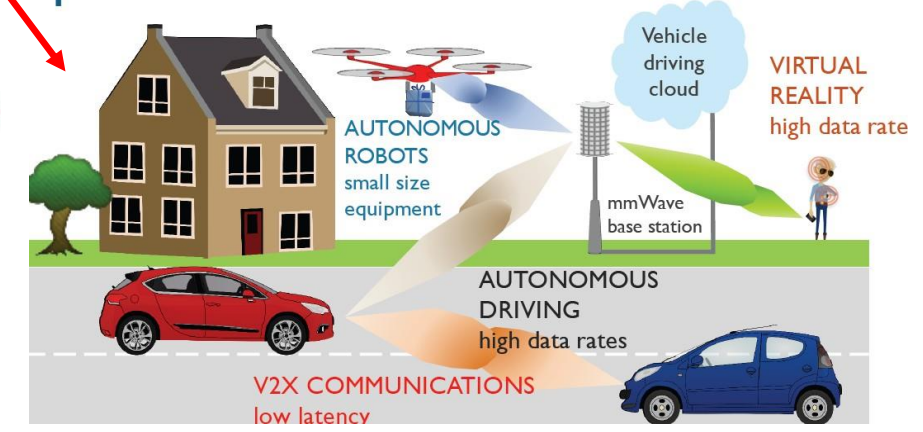 Vehicle
driving
cloud
VIRTUAL
REALITY
high data rate
AUTONOMOUS
ROBOTS
small size
equipment
mmWave
base station
AUTONOMOUS
DRIVING
high data rates
V2X COMMUNICATIONS
low latency